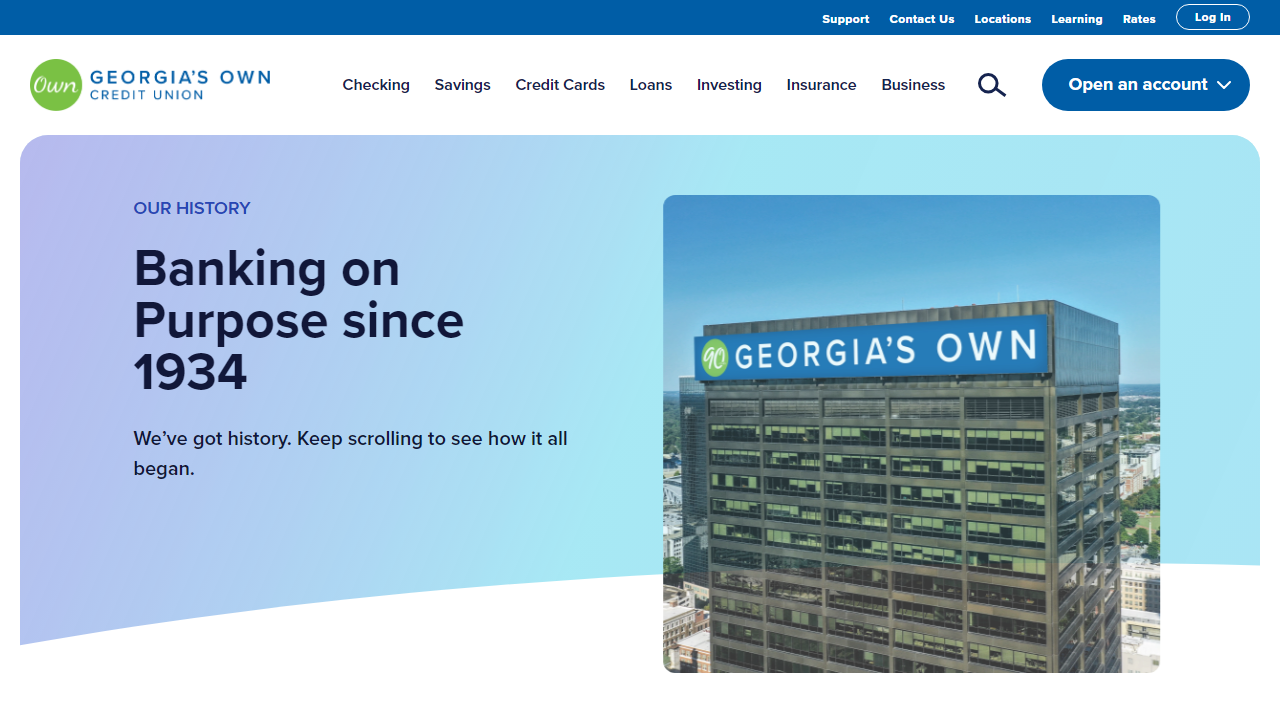 Support Contact Us Locations Learning Rates Log In
Own GEORGIA'S OWN
CREDIT UNION
Checking Savings Credit Cards Loans Investing Insurance Business Open an account
OUR HISTORY
Banking on
Purpose since
1934
We’ve got history. Keep scrolling to see how it all
began.
90 GEORGIA'S OWN